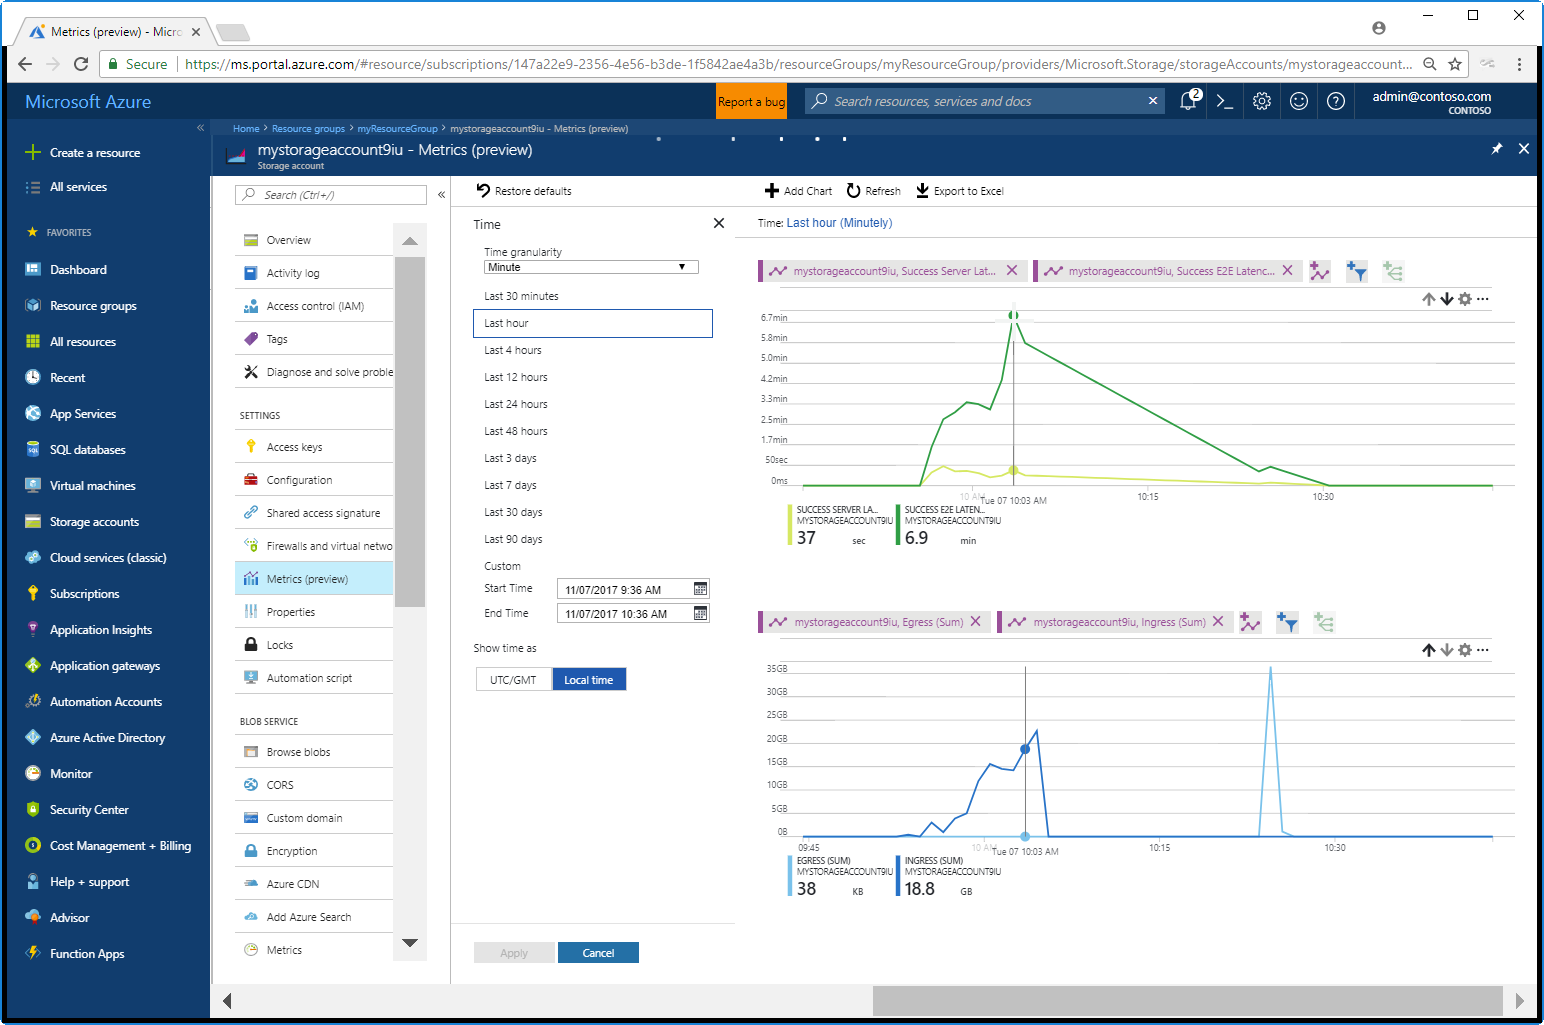 Metrics (preview) - Micro
Secure
https://ms.portal.azure.com/#resource/subscriptions/147a22e9-2356-4e56-b3de-1f5842ae4a3b/resourceGroups/myResourceGroup/providers/Microsoft.Storage/storageAccounts/mystorageaccount...
Microsoft Azure
Report a bug
Search resources, services and docs
2
admin@contoso.com
CONTOSO
Home > Resource groups > myResourceGroup > mystorageaccount9iu - Metrics (preview)
mystorageaccount9iu - Metrics (preview)
Storage account
Create a resource
All services
FAVORITES
Dashboard
Resource groups
All resources
Recent
App Services
SQL databases
Virtual machines
Storage accounts
Cloud services (classic)
Subscriptions
Application Insights
Application gateways
Automation Accounts
Azure Active Directory
Monitor
Security Center
Cost Management + Billing
Help + support
Advisor
Function Apps
Search (Ctrl+/)
Overview
Activity log
Access control (IAM)
Tags
Diagnose and solve proble
SETTINGS
Access keys
Configuration
Shared access signature
Firewalls and virtual netwo
Metrics (preview)
Properties
Locks
Automation script
BLOB SERVICE
Browse blobs
CORS
Custom domain
Encryption
Azure CDN
Add Azure Search
Metrics
Restore defaults
Time
Time granularity
Minute
Last 30 minutes
Last hour
Last 4 hours
Last 12 hours
Last 24 hours
Last 48 hours
Last 3 days
Last 7 days
Last 30 days
Last 90 days
Custom
Start Time 11/07/2017 9:36 AM
End Time 11/07/2017 10:36 AM
Show time as
UTC/GMT Local time
Apply Cancel
Add Chart Refresh Export to Excel
Time: Last hour (Minutely)
mystorageaccount9iu, Success Server Lat... mystorageaccount9iu, Success E2E Latenc...
6.7min
5.8min
5.0min
4.2min
3.3min
2.5min
1.7min
50sec
0ms
10 AM Tue 07 10:03 AM 10:15 10:30
SUCCESS SERVER LA... SUCCESS E2E LATEN...
MYSTORAGEACCOUNT9IU MYSTORAGEACCOUNT9IU
37 sec 6.9 min
mystorageaccount9iu, Egress (Sum) mystorageaccount9iu, Ingress (Sum)
35GB
30GB
25GB
20GB
15GB
10GB
5GB
0B
09:45 10 AM Tue 07 10:03 AM 10:15 10:30
EGRESS (SUM) INGRESS (SUM)
MYSTORAGEACCOUNT9IU MYSTORAGEACCOUNT9IU
38 KB 18.8 GB